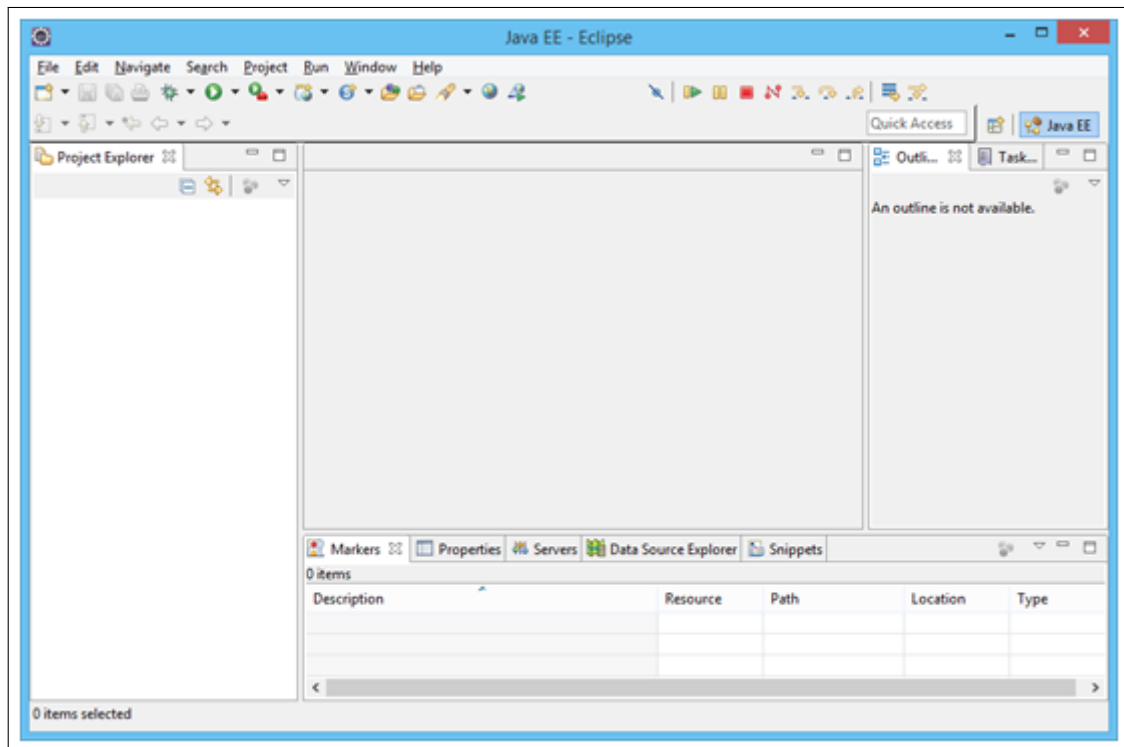 Java EE - Eclipse
File Edit Navigate Search Project Run Window Help
Quick Access Java EE
Project Explorer
Outli... Task...
An outline is not available.
Markers Properties Servers Data Source Explorer Snippets
0 items
Description Resource Path Location Type
0 items selected